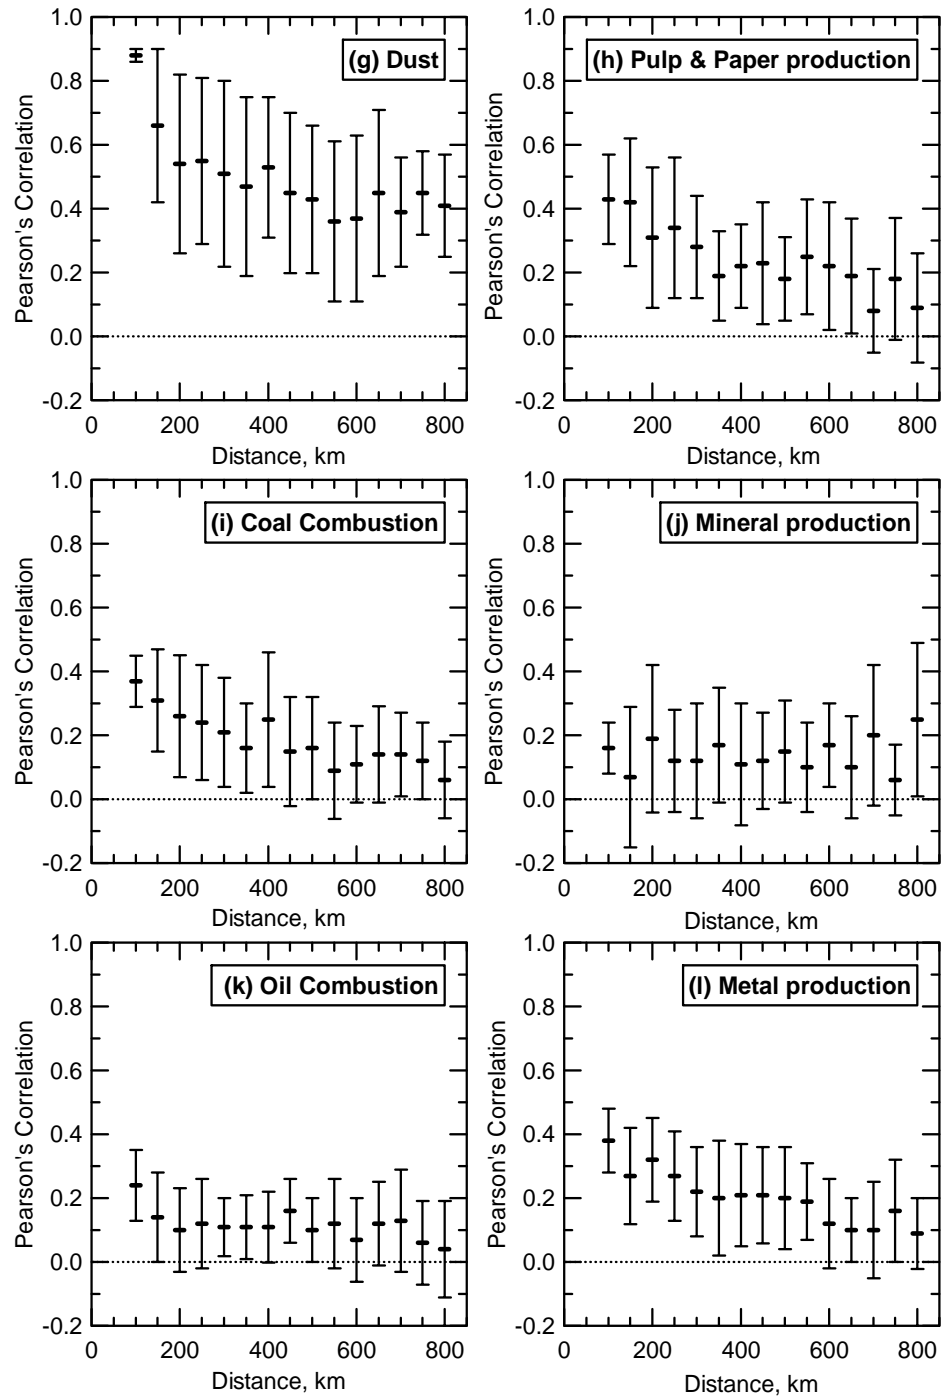 1.0
0.8
0.6
0.4
0.2
0.0
-0.2
Pearson's Correlation
(g) Dust
0 200 400 600 800
Distance, km
1.0
0.8
0.6
0.4
0.2
0.0
-0.2
Pearson's Correlation
(h) Pulp & Paper production
0 200 400 600 800
Distance, km
1.0
0.8
0.6
0.4
0.2
0.0
-0.2
Pearson's Correlation
(i) Coal Combustion
0 200 400 600 800
Distance, km
1.0
0.8
0.6
0.4
0.2
0.0
-0.2
Pearson's Correlation
(j) Mineral production
0 200 400 600 800
Distance, km
1.0
0.8
0.6
0.4
0.2
0.0
-0.2
Pearson's Correlation
(k) Oil Combustion
0 200 400 600 800
Distance, km
1.0
0.8
0.6
0.4
0.2
0.0
-0.2
Pearson's Correlation
(l) Metal production
0 200 400 600 800
Distance, km